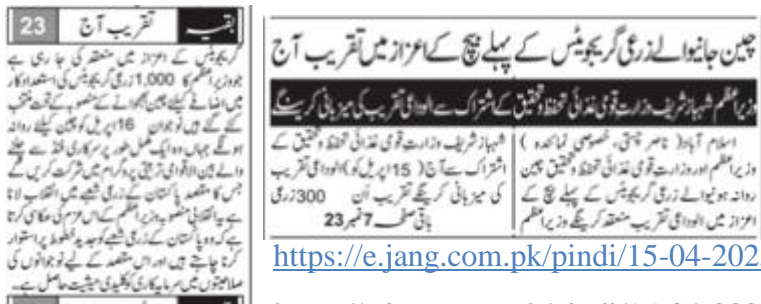 چین جانیوالے زرعی گریجویٹس کے پہلے بیچ کے اعزاز میں تقریب آج
وزیراعظم شہباز شریف وزارت قومی غذائی تحفظ و تحقیق کے اشتراک سے الوداعی تقریب کی میزبانی کرینگے
اسلام آباد (ناصر چشتی، خصوصی نمائندہ)
وزیراعظم اور وزارت قومی غذائی تحفظ و تحقیق چین
روانہ ہونیوالے زرعی گریجویٹس کے پہلے بیچ کے
اعزاز میں الوداعی تقریب منعقد کرینگے وزیراعظم
شہباز شریف وزارت قومی غذائی تحفظ و تحقیق کے
اشتراک سے آج (15 اپریل کو) الوداعی تقریب
کی میزبانی کرینگے تقریب ان 300 زرعی
باقی صفحہ 7 نمبر 23
بقیہ تقریب آج 23
گریجویٹس کے اعزاز میں منعقد کی جا رہی ہے
جو وزیراعظم کا 1,000 زرعی گریجویٹس کی استعداد کار
میں اضافے کیلئے چین بھجوانے کے منصوبہ کے تحت منتخب
کئے گئے ہیں نوجوان 16 اپریل کو چین کیلئے روانہ
ہونگے جہاں وہ ایک مکمل طور پر سرکاری فنڈ سے چلنے
والے بین الاقوامی تربیتی پروگرام میں شرکت کریں گے
جس کا مقصد پاکستان کے زرعی شعبے میں انقلاب لانا
ہے یہ انقلابی منصوبہ وزیراعظم کے اس عزم کی عکاسی کرتا
ہے کہ وہ پاکستان کے زرعی شعبے کو جدید خطوط پر استوار
کرنا چاہتے ہیں اور اس مقصد کے لیے نوجوانوں کی
صلاحیتوں میں سرمایہ کاری کو کلیدی حیثیت حاصل ہے۔
https://e.jang.com.pk/pindi/15-04-202